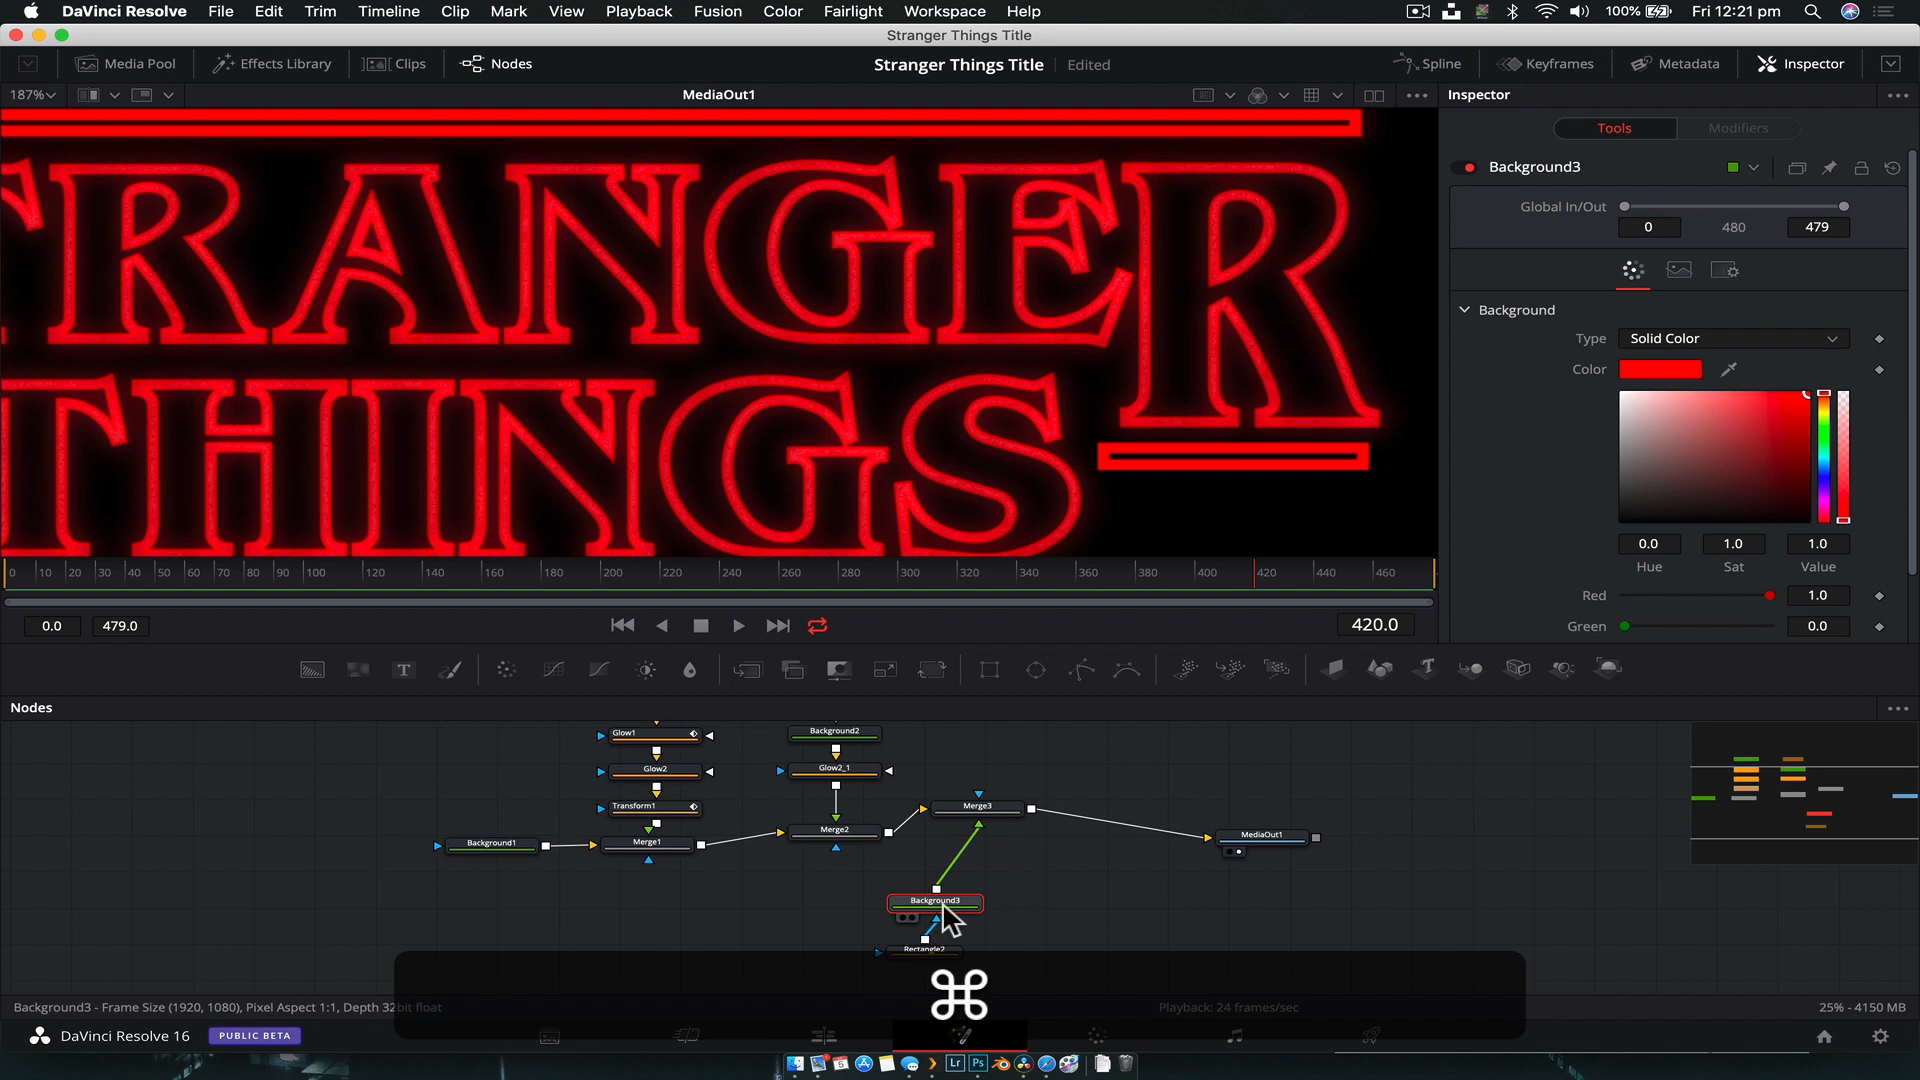 DaVinci Resolve File Edit Trim Timeline Clip Mark View Playback Fusion Color Fairlight Workspace Help 100% Fri 12:21 pm
Stranger Things Title
Media Pool Effects Library Clips Nodes Stranger Things Title Edited Spline Keyframes Metadata Inspector
187% MediaOut1 Inspector
Tools Modifiers
Background3
Global In/Out
0 480 479
Background
Type Solid Color
Color
0.0 1.0 1.0
Hue Sat Value
Red 1.0
Green 0.0
TRANGER
THINGS
0 10 20 30 40 50 60 70 80 90 100 120 140 160 180 200 220 240 260 280 300 320 340 360 380 400 420 440 460
0.0 479.0 420.0
Nodes
Glow1 Background2
Glow2 Glow2_1
Transform1 Merge3
Background1 Merge1 Merge2 MediaOut1
Background3
Rectangle2
⌘
Background3 - Frame Size (1920, 1080), Pixel Aspect 1:1, Depth 32bit float Playback: 24 frames/sec 25% - 4150 MB
DaVinci Resolve 16 PUBLIC BETA
5 Lr Ps